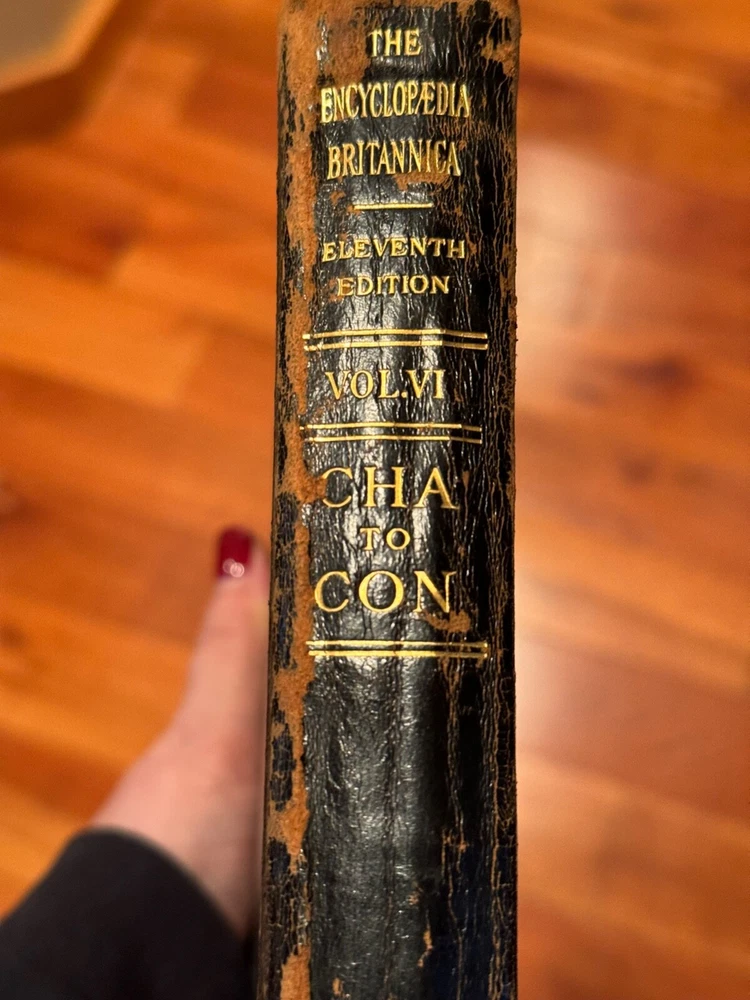 THE
ENCYCLOPÆDIA
BRITANNICA
ELEVENTH
EDITION
VOL. VI
CHA
TO
CON